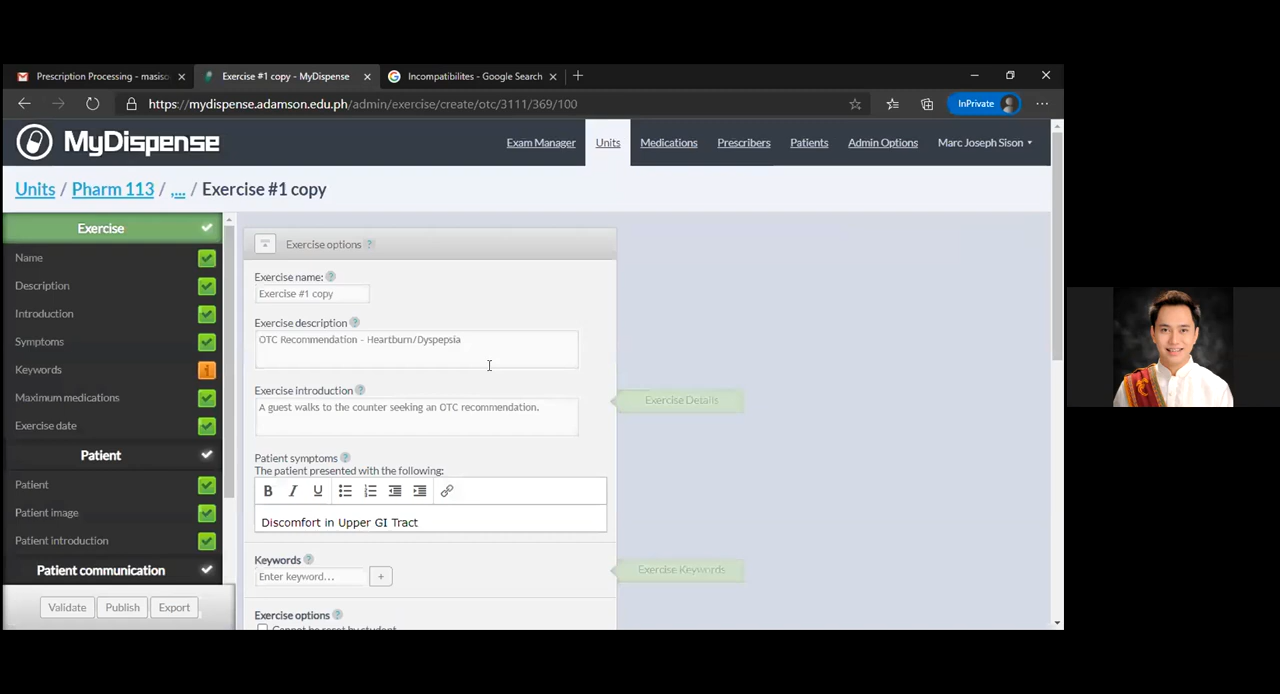 Prescription Processing - masiso
Exercise #1 copy - MyDispense
Incompatibilites - Google Search
https://mydispense.adamson.edu.ph/admin/exercise/create/otc/3111/369/100
InPrivate
MyDispense
Exam Manager
Units
Medications
Prescribers
Patients
Admin Options
Marc Joseph Sison
Units / Pharm 113 / ,... / Exercise #1 copy
Exercise
Name
Description
Introduction
Symptoms
Keywords
Maximum medications
Exercise date
Patient
Patient
Patient image
Patient introduction
Patient communication
Validate
Publish
Export
Exercise options ?
Exercise name: ?
Exercise #1 copy
Exercise description ?
OTC Recommendation - Heartburn/Dyspepsia
Exercise introduction ?
A guest walks to the counter seeking an OTC recommendation.
Exercise Details
Patient symptoms ?
The patient presented with the following:
B I U
Discomfort in Upper GI Tract
Keywords ?
Enter keyword... +
Exercise Keywords
Exercise options ?
Cannot be reset by student